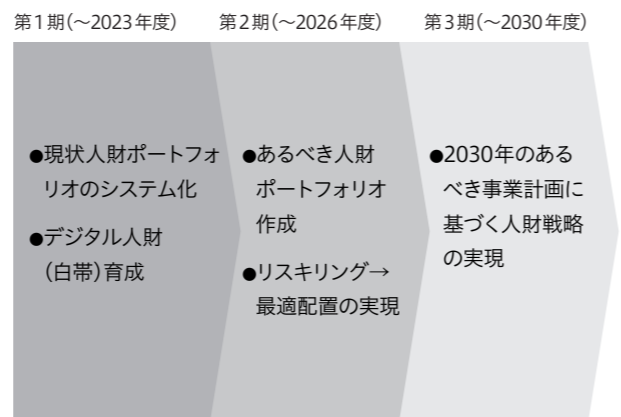 第1期(～2023年度)
第2期(～2026年度)
第3期(～2030年度)
●現状人財ポートフォ
リオのシステム化
●デジタル人財
(白帯)育成
●あるべき人財
ポートフォリオ
作成
●リスキリング→
最適配置の実現
●2030年のある
べき事業計画に
基づく人財戦略
の実現